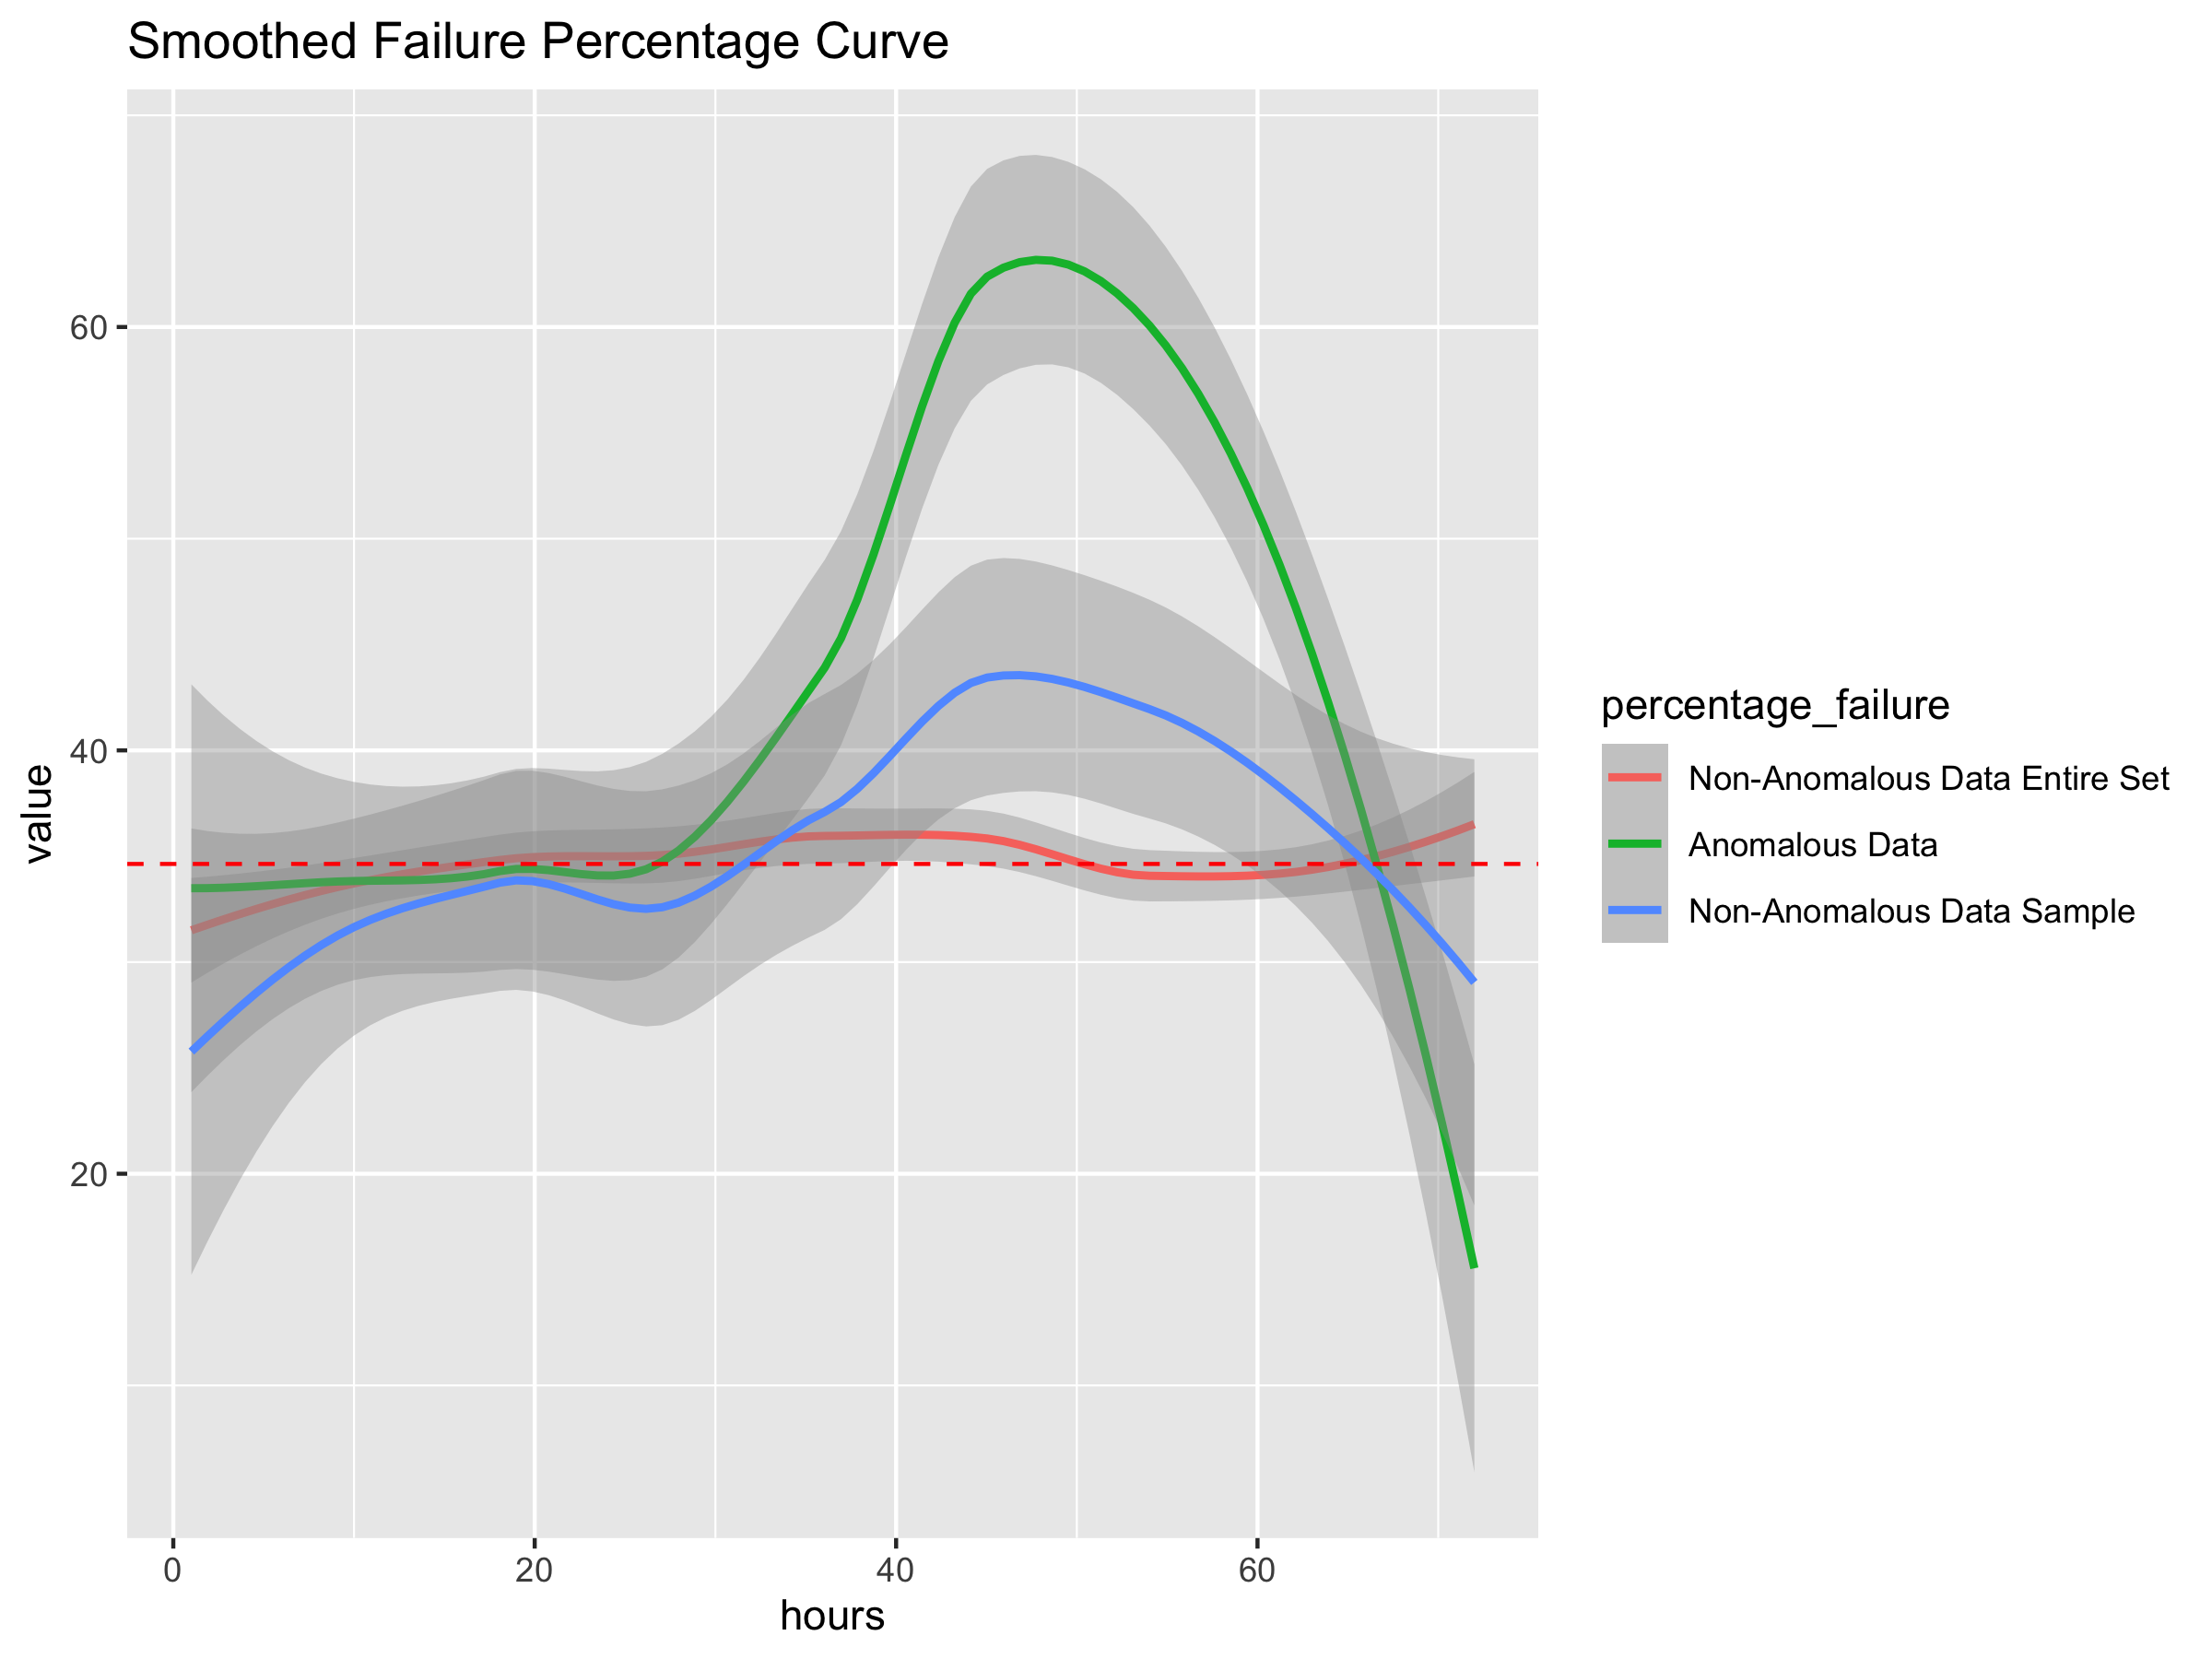 Smoothed Failure Percentage Curve
value
60
40
20
0 20 40 60
hours
percentage_failure
Non-Anomalous Data Entire Set
Anomalous Data
Non-Anomalous Data Sample